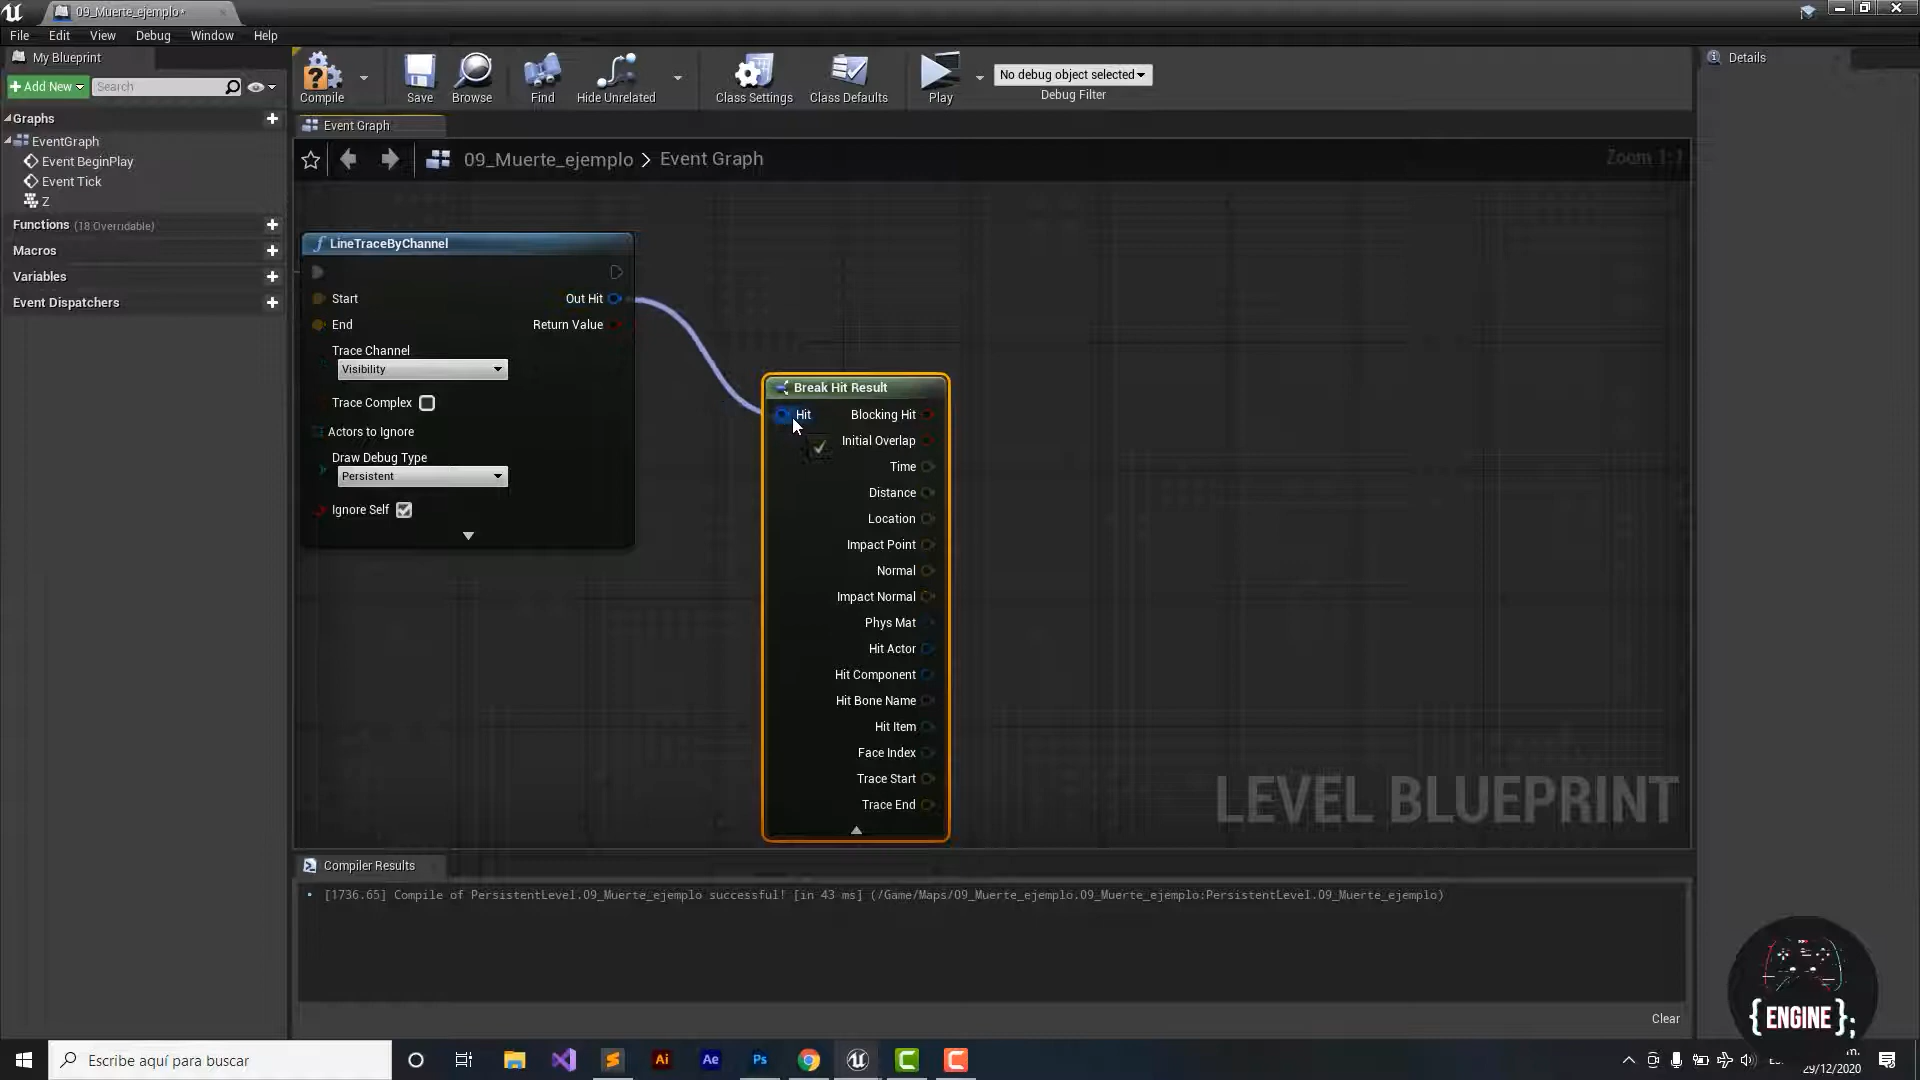 09_Muerte_ejemplo*
File Edit View Debug Window Help
My Blueprint
Add New
Search
Compile
Save
Browse
Find
Hide Unrelated
Class Settings
Class Defaults
Play
No debug object selected
Debug Filter
Details
Graphs
EventGraph
Event BeginPlay
Event Tick
Z
Functions (18 Overridable)
Macros
Variables
Event Dispatchers
Event Graph
09_Muerte_ejemplo > Event Graph
Zoom 1:1
LineTraceByChannel
Start
Out Hit
End
Return Value
Trace Channel
Visibility
Trace Complex
Actors to Ignore
Draw Debug Type
Persistent
Ignore Self
Break Hit Result
Hit
Blocking Hit
Initial Overlap
Time
Distance
Location
Impact Point
Normal
Impact Normal
Phys Mat
Hit Actor
Hit Component
Hit Bone Name
Hit Item
Face Index
Trace Start
Trace End
LEVEL BLUEPRINT
Compiler Results
[1736.65] Compile of PersistentLevel.09_Muerte_ejemplo successful! [in 43 ms] (/Game/Maps/09_Muerte_ejemplo.09_Muerte_ejemplo:PersistentLevel.09_Muerte_ejemplo)
Clear
{ENGINE};
Escribe aquí para buscar
Ai
Ae
Ps
29/12/2020